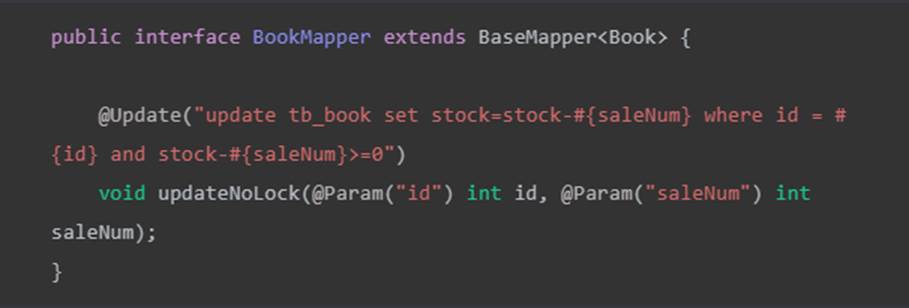 public interface BookMapper extends BaseMapper<Book> {
@Update("update tb_book set stock=stock-#{saleNum} where id = #
{id} and stock-#{saleNum}>=0")
void updateNoLock(@Param("id") int id, @Param("saleNum") int
saleNum);
}